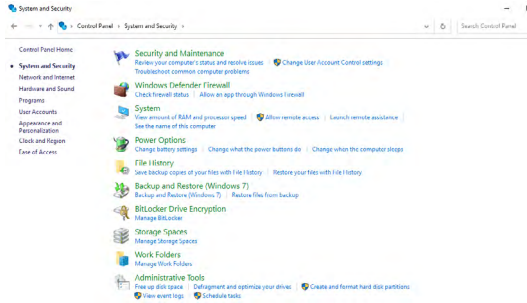 System and Security
Control Panel › System and Security ›
Search Control Panel
Control Panel Home
System and Security
Network and Internet
Hardware and Sound
Programs
User Accounts
Appearance and
Personalization
Clock and Region
Ease of Access
Security and Maintenance
Review your computer's status and resolve issues
Change User Account Control settings
Troubleshoot common computer problems
Windows Defender Firewall
Check firewall status
Allow an app through Windows Firewall
System
View amount of RAM and processor speed
Allow remote access
Launch remote assistance
See the name of this computer
Power Options
Change battery settings
Change what the power buttons do
Change when the computer sleeps
File History
Save backup copies of your files with File History
Restore your files with File History
Backup and Restore (Windows 7)
Backup and Restore (Windows 7)
Restore files from backup
BitLocker Drive Encryption
Manage BitLocker
Storage Spaces
Manage Storage Spaces
Work Folders
Manage Work Folders
Administrative Tools
Free up disk space
Defragment and optimize your drives
Create and format hard disk partitions
View event logs
Schedule tasks